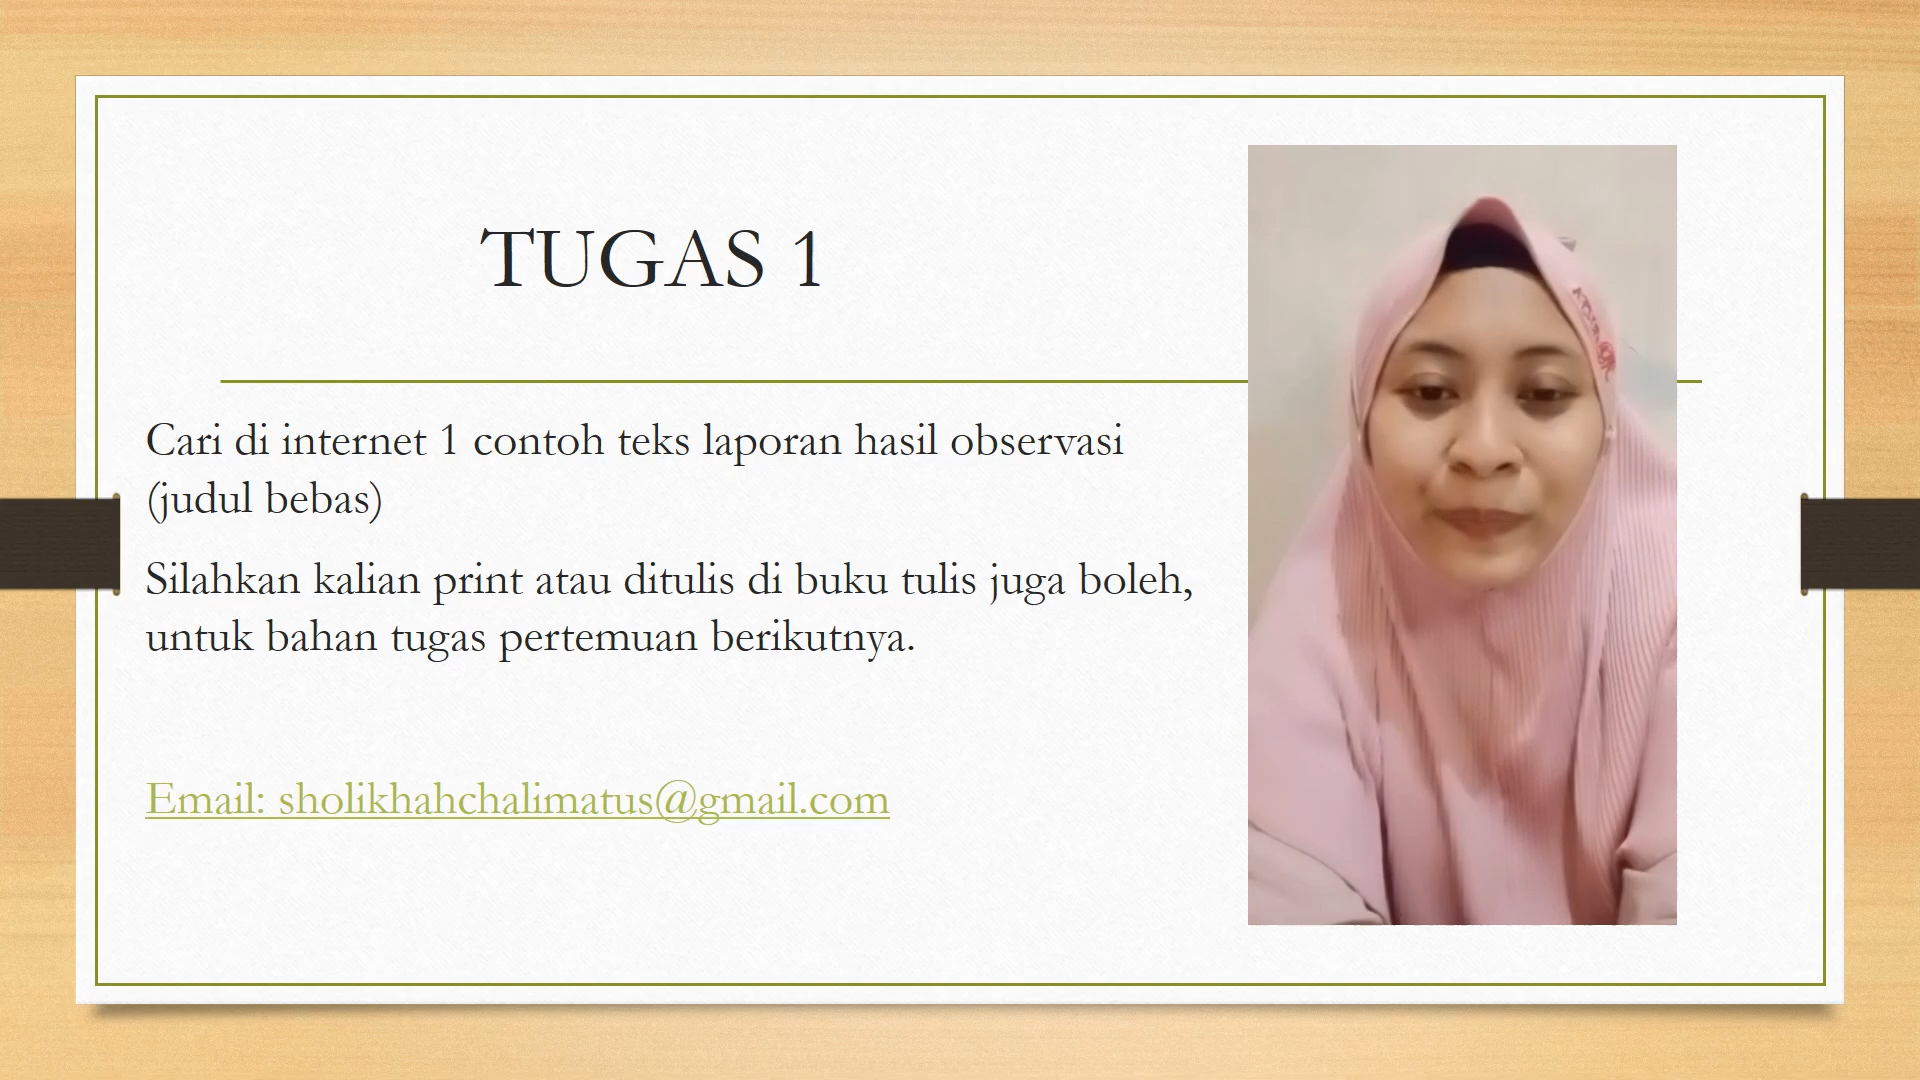 TUGAS 1
Cari di internet 1 contoh teks laporan hasil observasi
(judul bebas)
Silahkan kalian print atau ditulis di buku tulis juga boleh,
untuk bahan tugas pertemuan berikutnya.
Email: sholikhahchalimatus@gmail.com